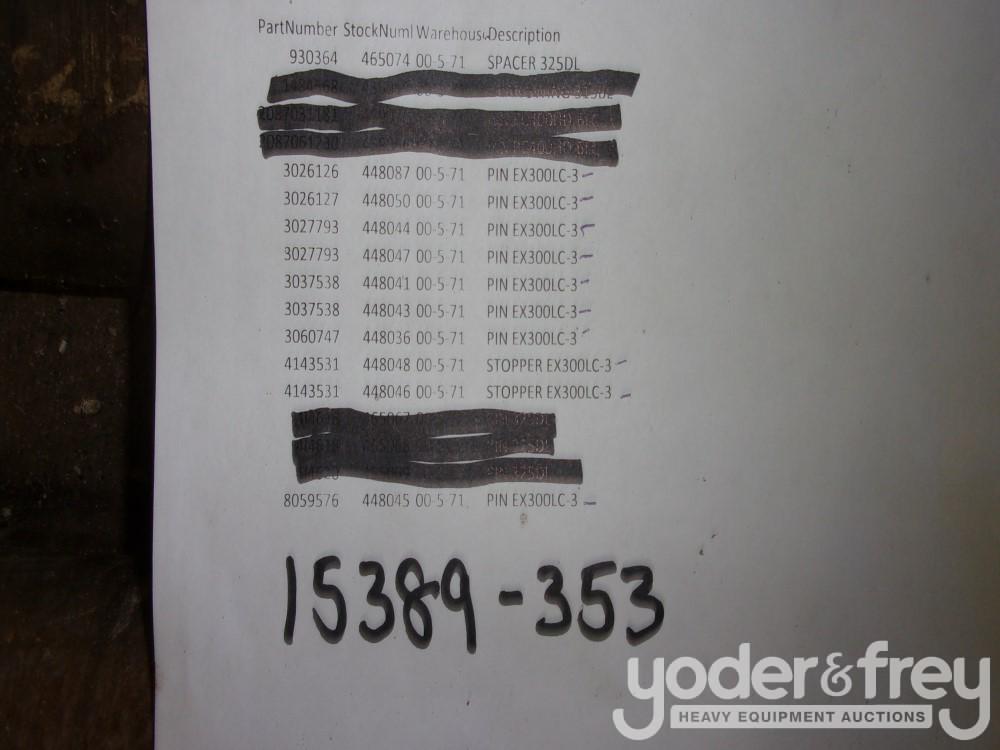 PartNumber StockNuml Warehous Description
930364 465074 00-5-71 SPACER 325DL
2087031181
2087061230
3026126 448087 00-5-71 PIN EX300LC-3
3026127 448050 00-5-71 PIN EX300LC-3
3027793 448044 00-5-71 PIN EX300LC-3
3027793 448047 00-5-71 PIN EX300LC-3
3037538 448041 00-5-71 PIN EX300LC-3
3037538 448043 00-5-71 PIN EX300LC-3
3060747 448036 00-5-71 PIN EX300LC-3
4143531 448048 00-5-71 STOPPER EX300LC-3
4143531 448046 00-5-71 STOPPER EX300LC-3
8059576 448045 00-5-71 PIN EX300LC-3
15389-353
yoder&frey
HEAVY EQUIPMENT AUCTIONS